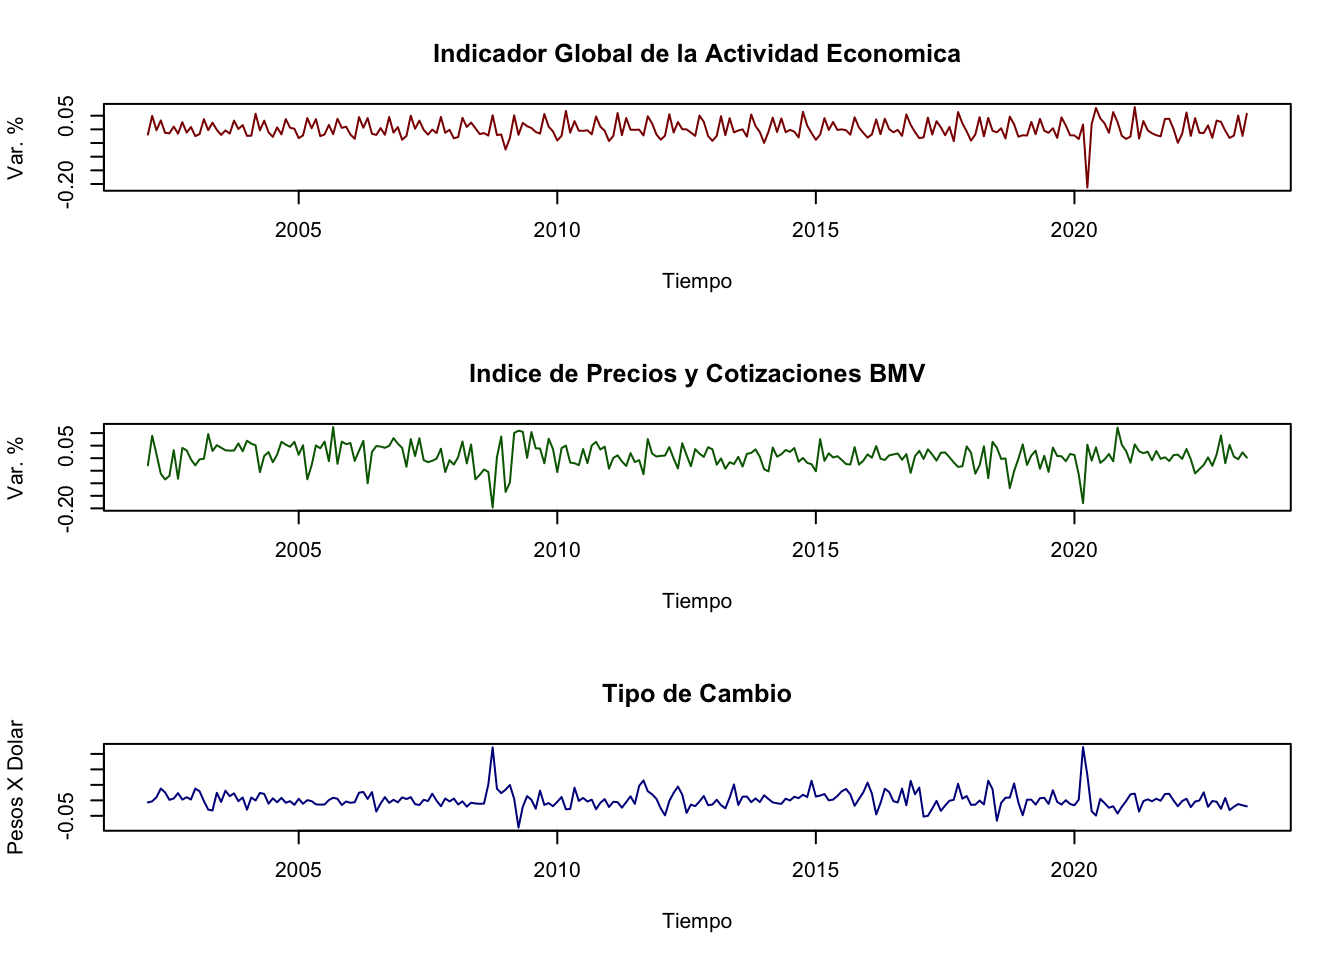 Indicador Global de la Actividad Economica
Var. %
0.05
-0.20
2005 2010 2015 2020
Tiempo
Indice de Precios y Cotizaciones BMV
Var. %
0.05
-0.20
2005 2010 2015 2020
Tiempo
Tipo de Cambio
Pesos X Dolar
-0.05
2005 2010 2015 2020
Tiempo